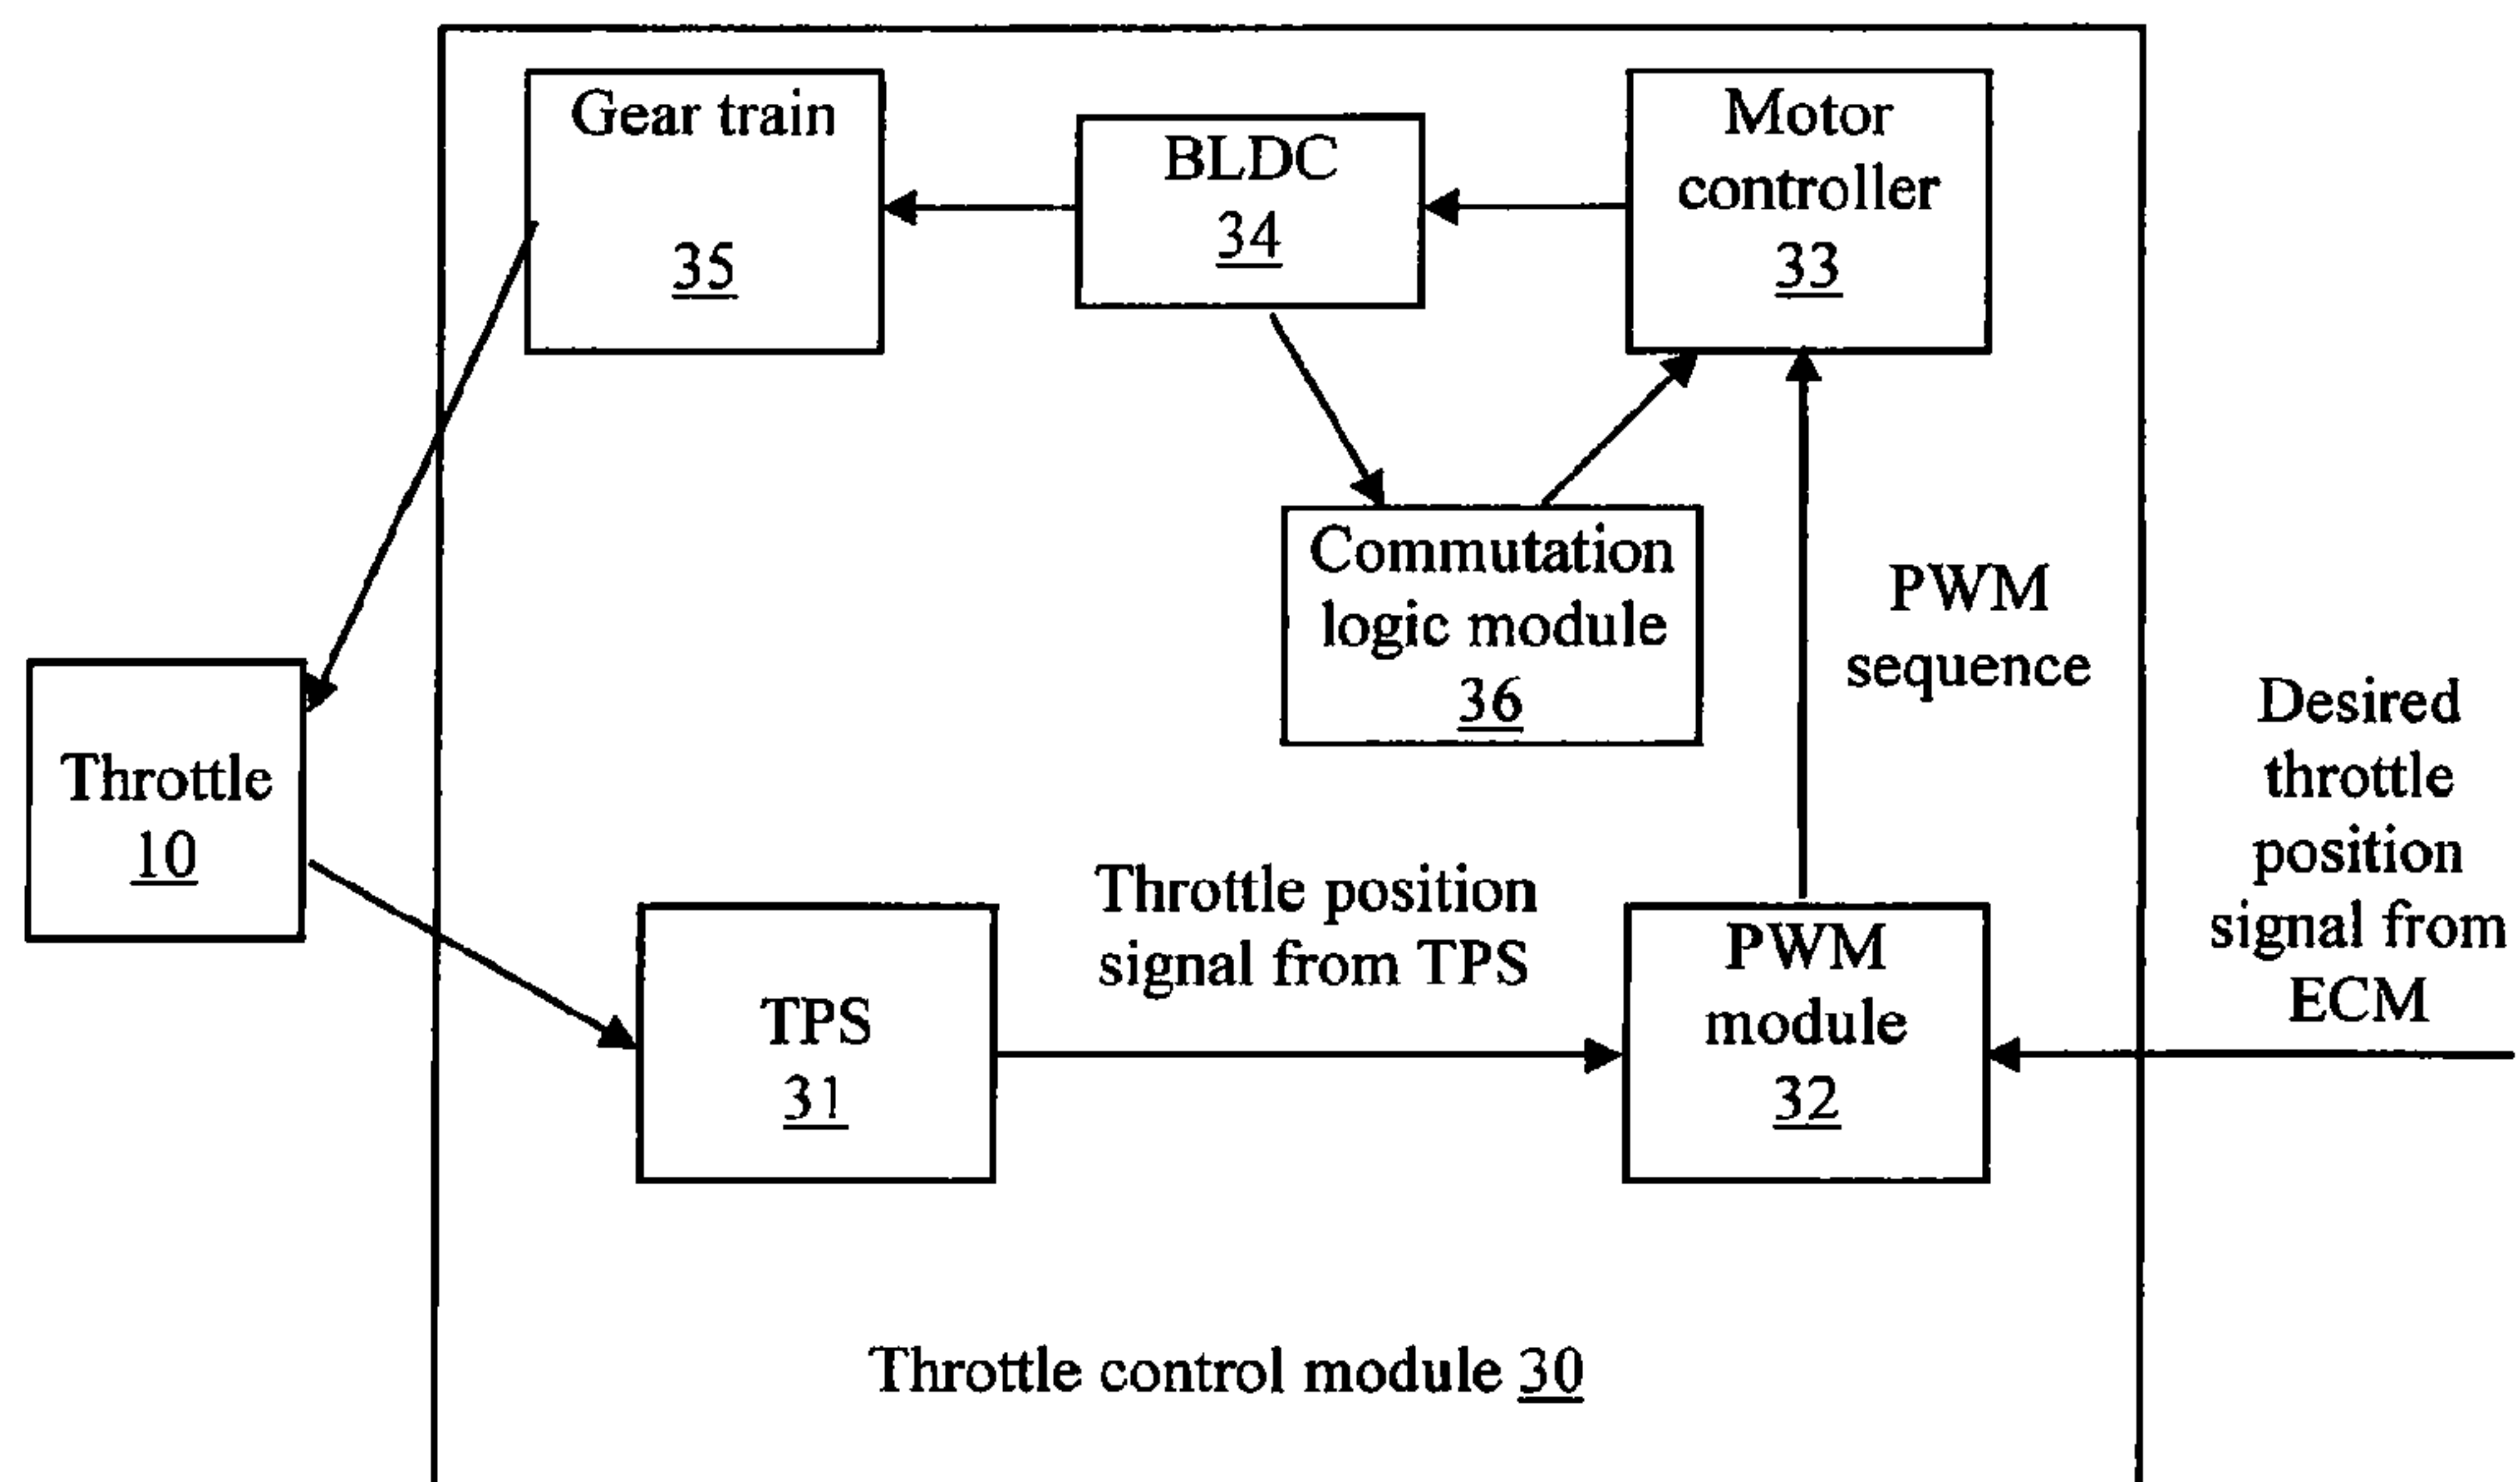 Gear train
35
BLDC
34
Motor
controller
33
Commutation
logic module
36
PWM
sequence
Throttle
10
Desired
throttle
position
signal from
ECM
Throttle position
signal from TPS
TPS
31
PWM
module
32
Throttle control module 30